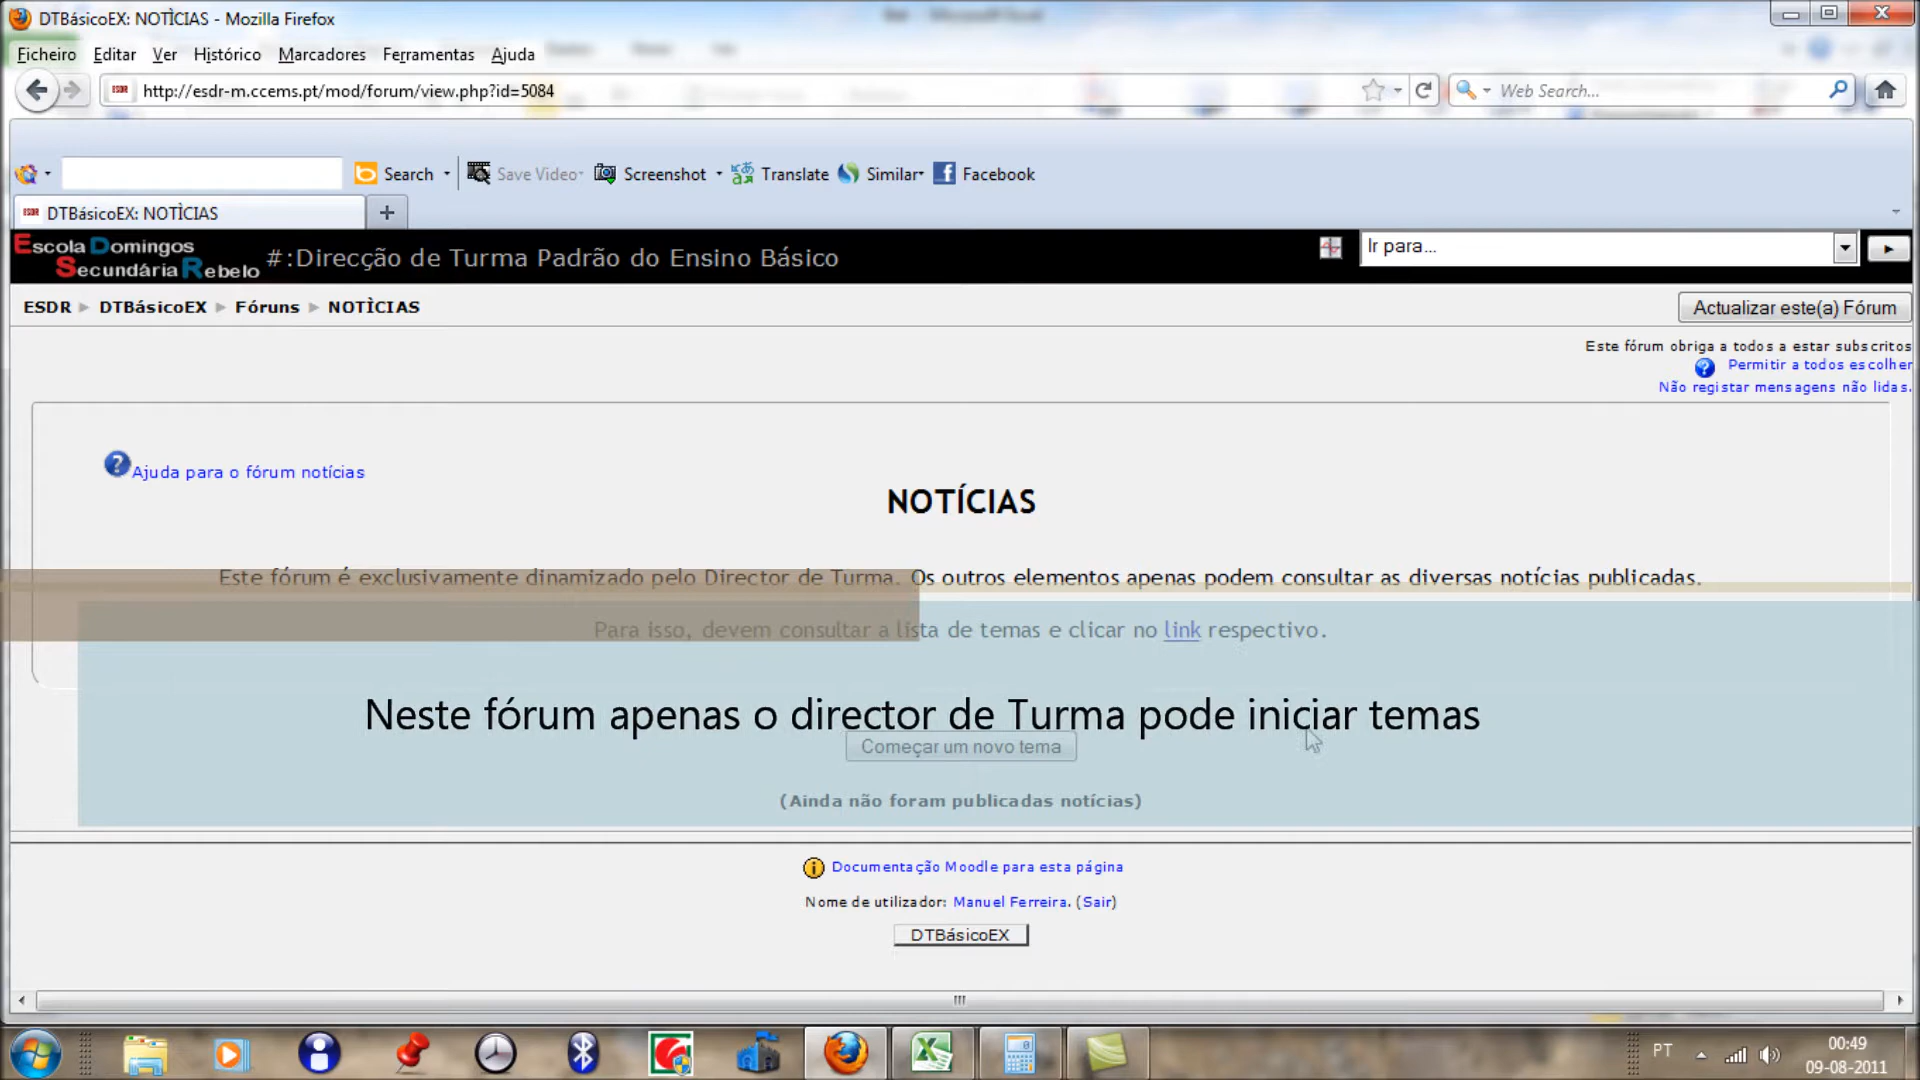 DTBásicoEX: NOTÌCIAS - Mozilla Firefox
Ficheiro Editar Ver Histórico Marcadores Ferramentas Ajuda
http://esdr-m.ccems.pt/mod/forum/view.php?id=5084
Web Search...
Search Save Video Screenshot Translate Similar Facebook
ESDR DTBásicoEX: NOTÌCIAS
Escola Domingos
Secundária Rebelo
#:Direcção de Turma Padrão do Ensino Básico
Ir para...
ESDR DTBásicoEX Fóruns NOTÌCIAS
Actualizar este(a) Fórum
Este fórum obriga a todos a estar subscritos
Permitir a todos escolher
Não registar mensagens não lidas.
Ajuda para o fórum notícias
NOTÍCIAS
Este fórum é exclusivamente dinamizado pelo Director de Turma. Os outros elementos apenas podem consultar as diversas notícias publicadas.
Para isso, devem consultar a lista de temas e clicar no link respectivo.
Neste fórum apenas o director de Turma pode iniciar temas
Começar um novo tema
(Ainda não foram publicadas notícias)
Documentação Moodle para esta página
Nome de utilizador: Manuel Ferreira. (Sair)
DTBásicoEX
PT
00:49
09-08-2011